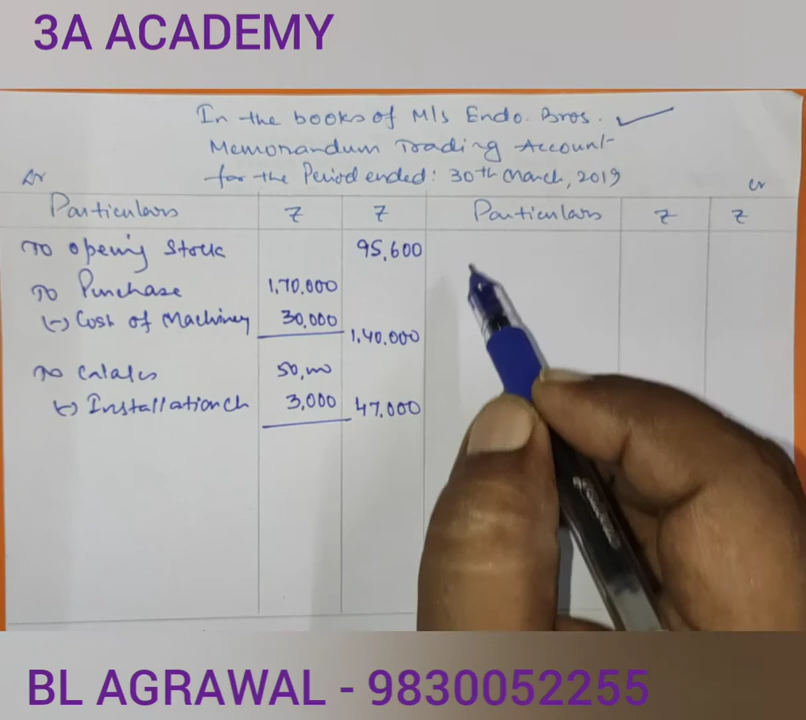 3A ACADEMY
In the books of M/s Endo. Bros.
Memorandum Trading Account
for the Period ended: 30th March, 2019
Dr
Cr
Particulars ₹ ₹ Particulars ₹ ₹
To Opening Stock 95,600
To Purchase 1,70,000
(-) Cost of Machinery 30,000 1,40,000
To 50,000
(-) Installation ch 3,000 47,000
BL AGRAWAL - 9830052255